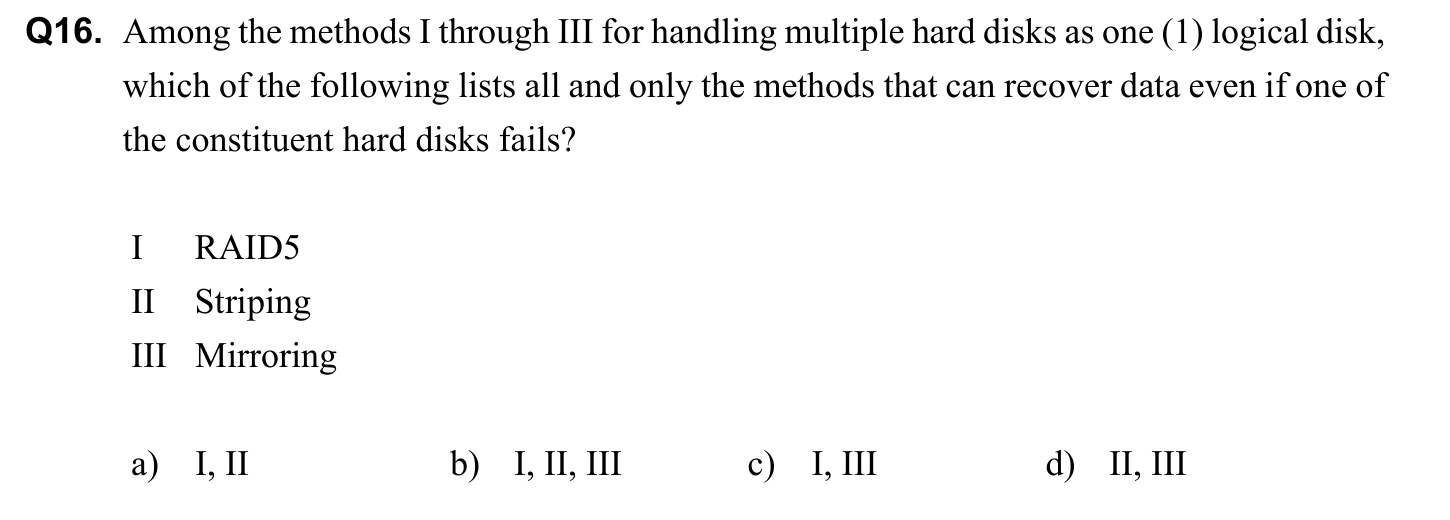 Q16. Among the methods I through III for handling multiple hard disks as one (1) logical disk,
which of the following lists all and only the methods that can recover data even if one of
the constituent hard disks fails?
I RAID5
II Striping
III Mirroring
a) I, II b) I, II, III c) I, III d) II, III